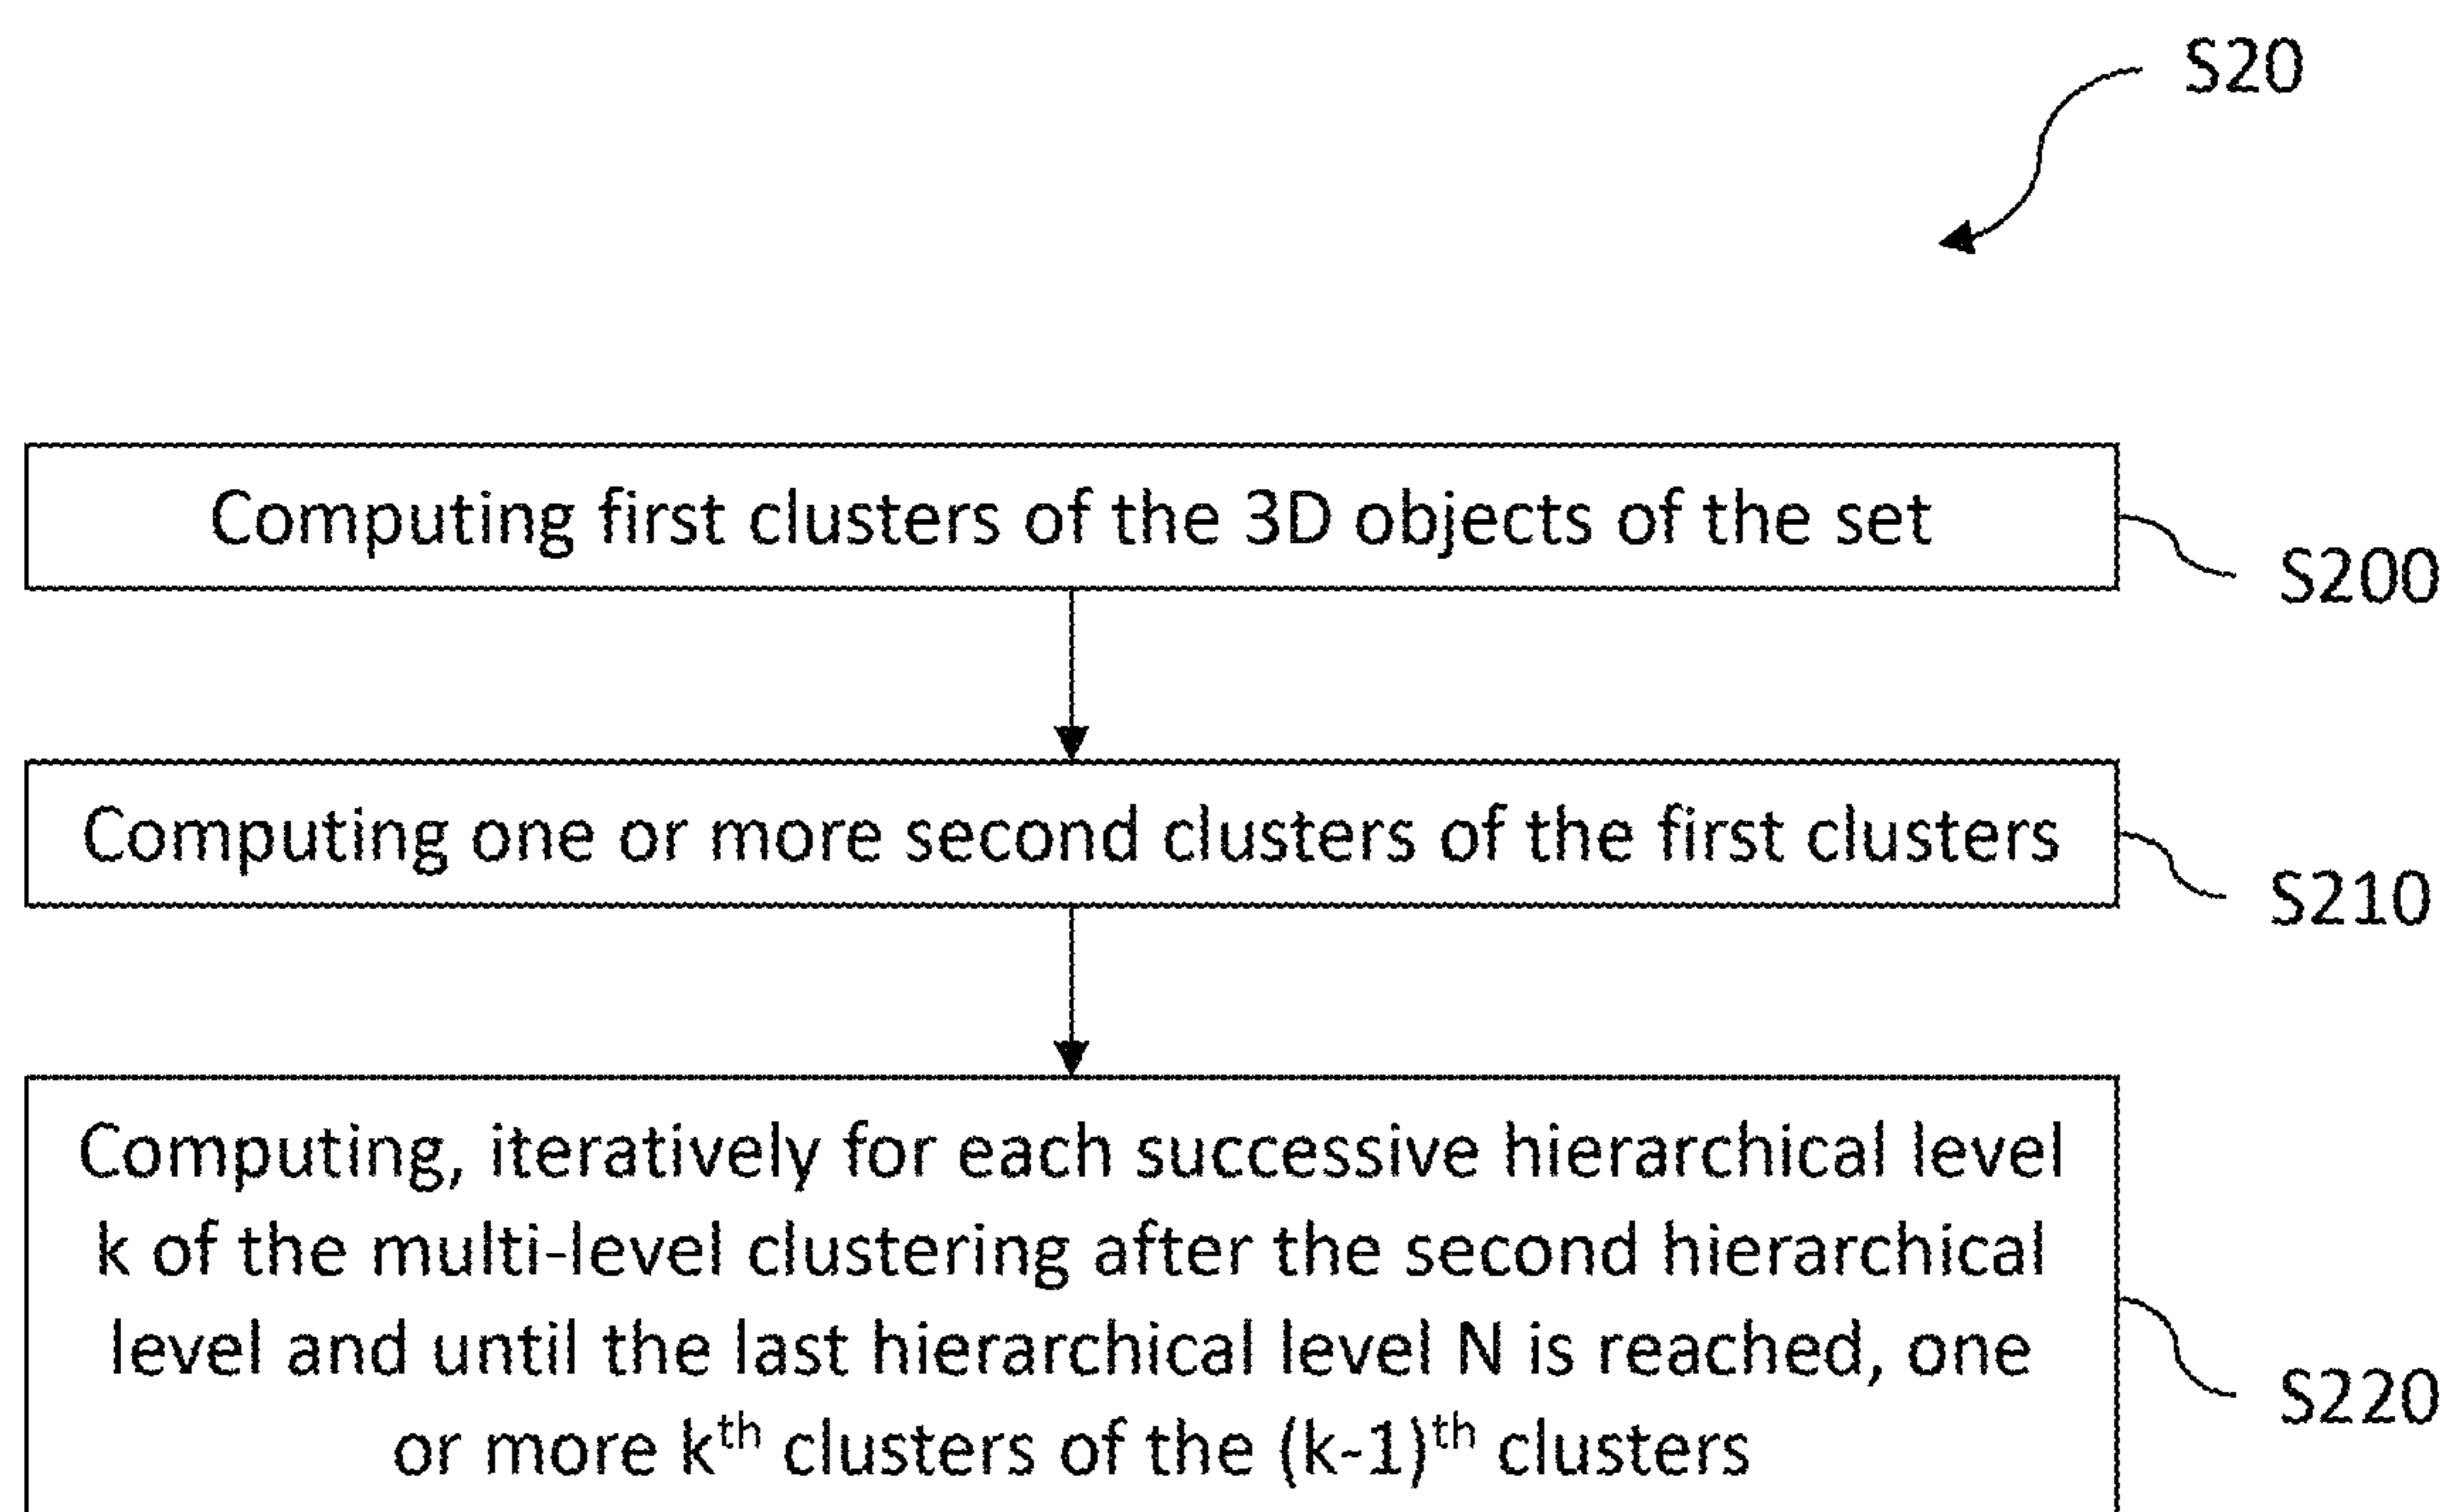 S20
Computing first clusters of the 3D objects of the set
S200
Computing one or more second clusters of the first clusters
S210
Computing, iteratively for each successive hierarchical level
k of the multi-level clustering after the second hierarchical
level and until the last hierarchical level N is reached, one
or more kᵗʰ clusters of the (k-1)ᵗʰ clusters
S220